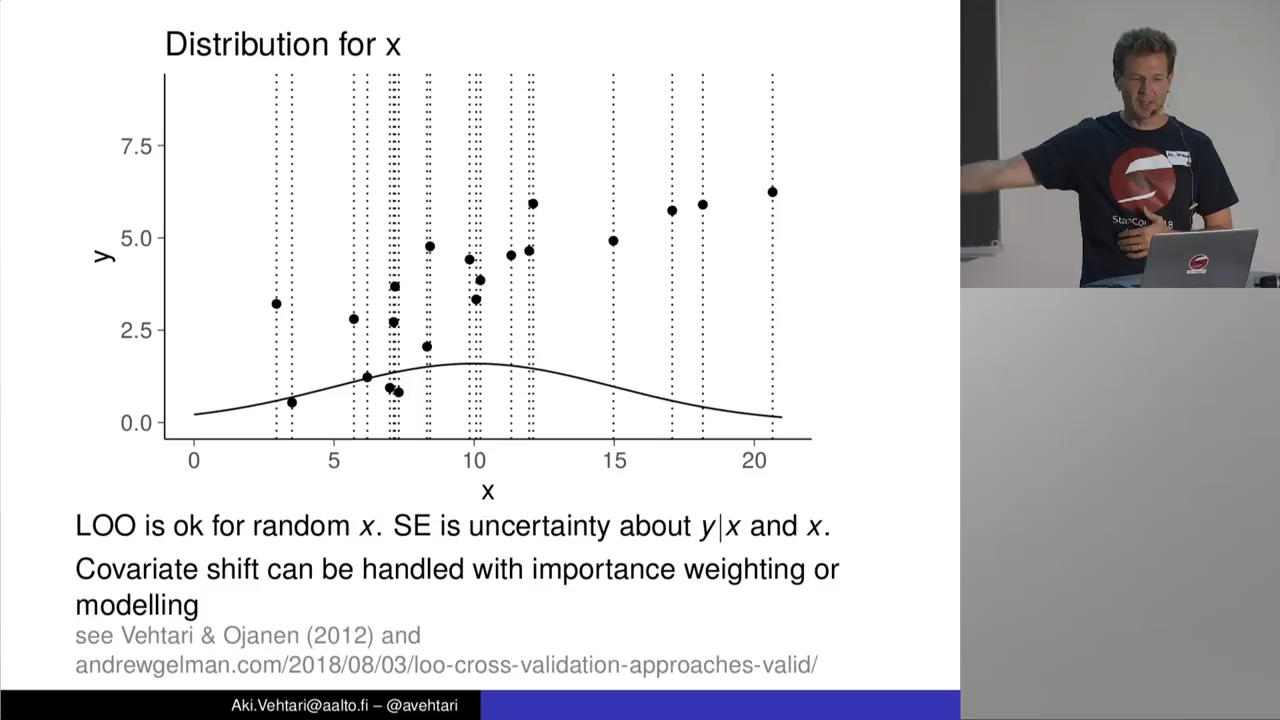 Distribution for x
7.5
5.0
2.5
0.0
y
0
5
10
15
20
x
LOO is ok for random x. SE is uncertainty about y|x and x.
Covariate shift can be handled with importance weighting or
modelling
see Vehtari & Ojanen (2012) and
andrewgelman.com/2018/08/03/loo-cross-validation-approaches-valid/
Aki.Vehtari@aalto.fi – @avehtari